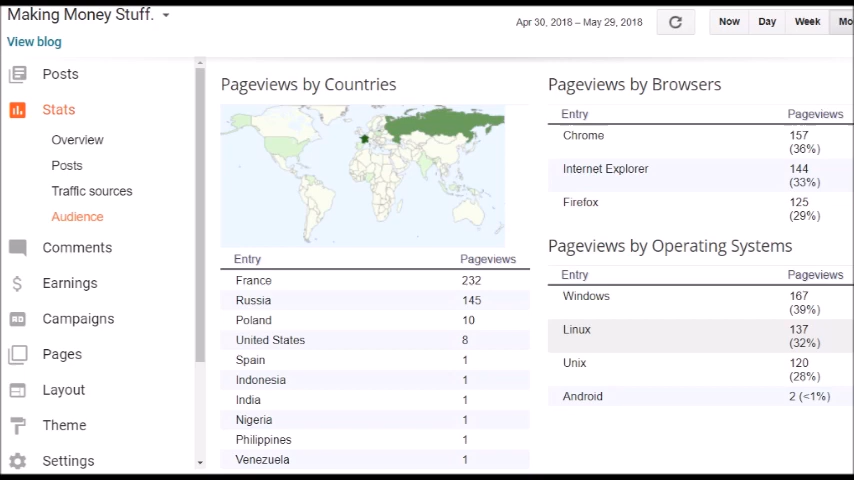 Making Money Stuff.
Apr 30, 2018 – May 29, 2018
Now
Day
Week
Mo
View blog
Posts
Stats
Overview
Posts
Traffic sources
Audience
Comments
Earnings
Campaigns
Pages
Layout
Theme
Settings
Pageviews by Countries
Entry Pageviews
France 232
Russia 145
Poland 10
United States 8
Spain 1
Indonesia 1
India 1
Nigeria 1
Philippines 1
Venezuela 1
Pageviews by Browsers
Entry Pageviews
Chrome 157
(36%)
Internet Explorer 144
(33%)
Firefox 125
(29%)
Pageviews by Operating Systems
Entry Pageviews
Windows 167
(39%)
Linux 137
(32%)
Unix 120
(28%)
Android 2 (<1%)